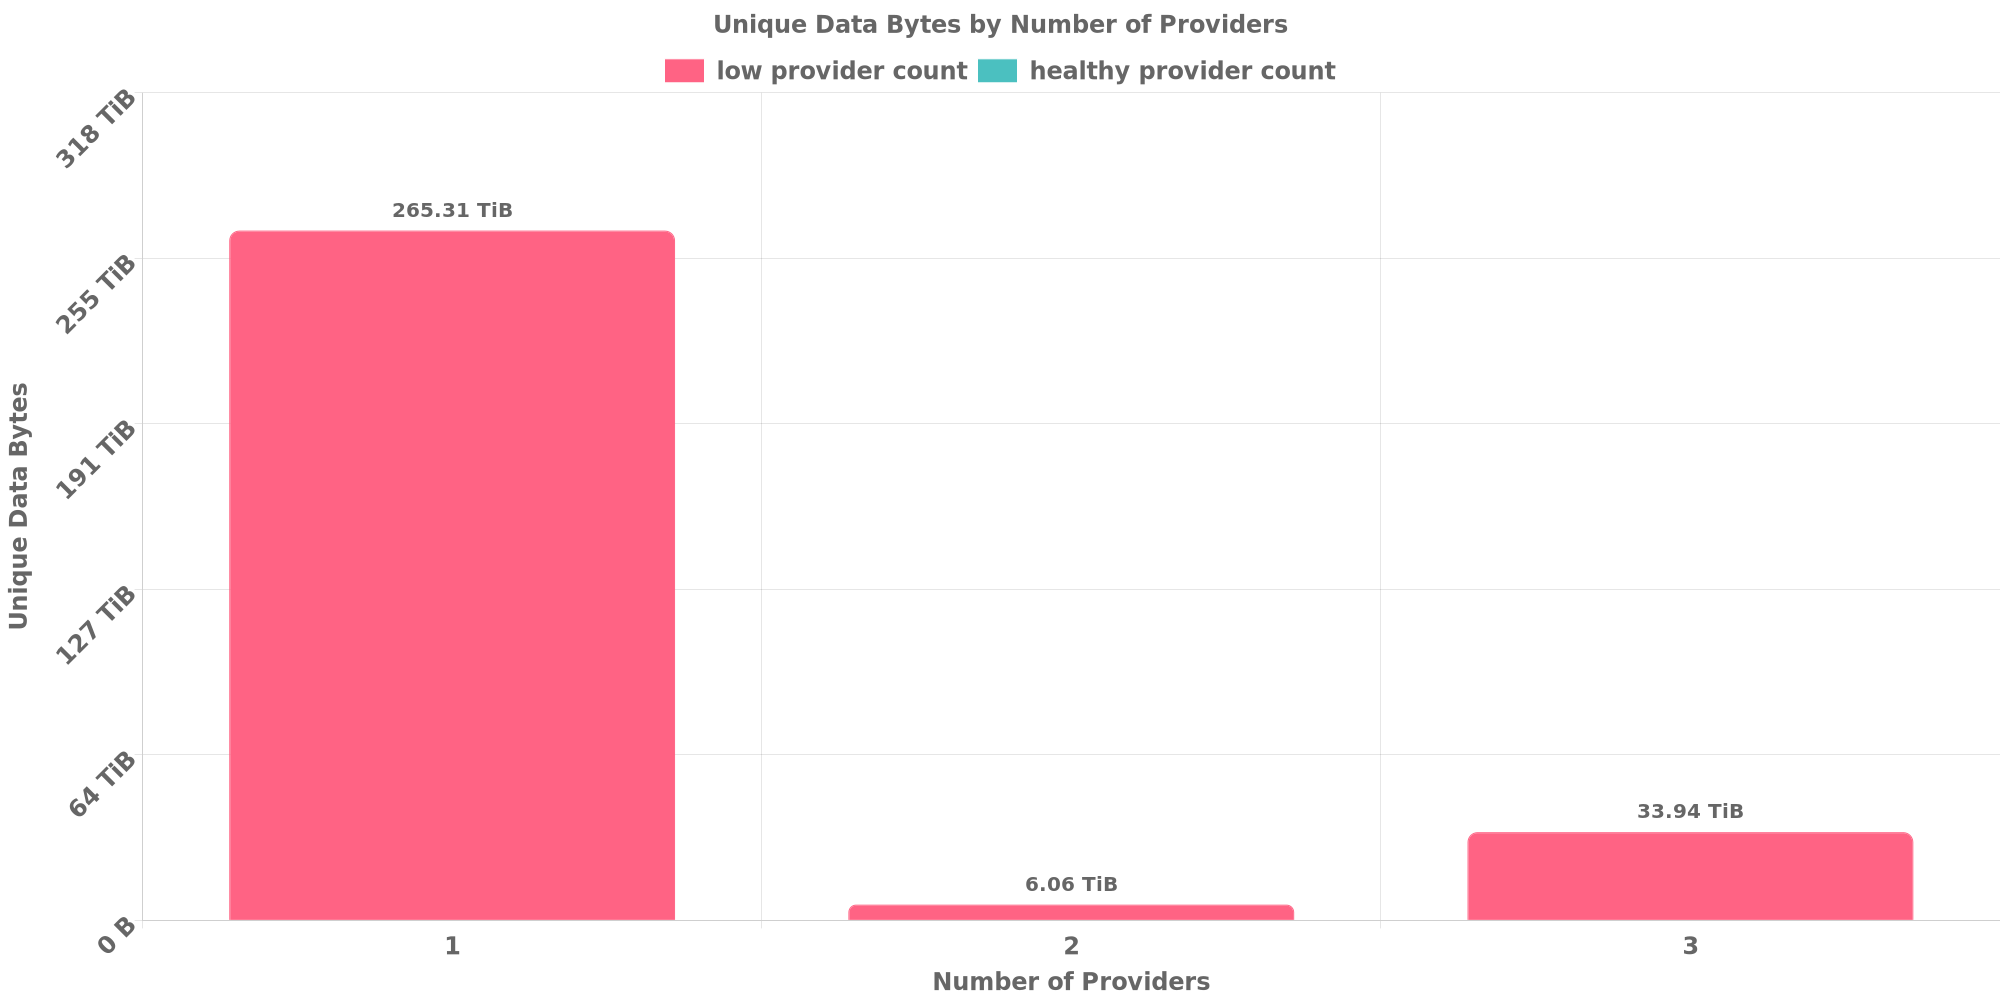 Unique Data Bytes by Number of Providers
low provider count healthy provider count
318 TiB
265.31 TiB
255 TiB
191 TiB
Unique Data Bytes
127 TiB
64 TiB
33.94 TiB
6.06 TiB
0 B
1 2 3
Number of Providers